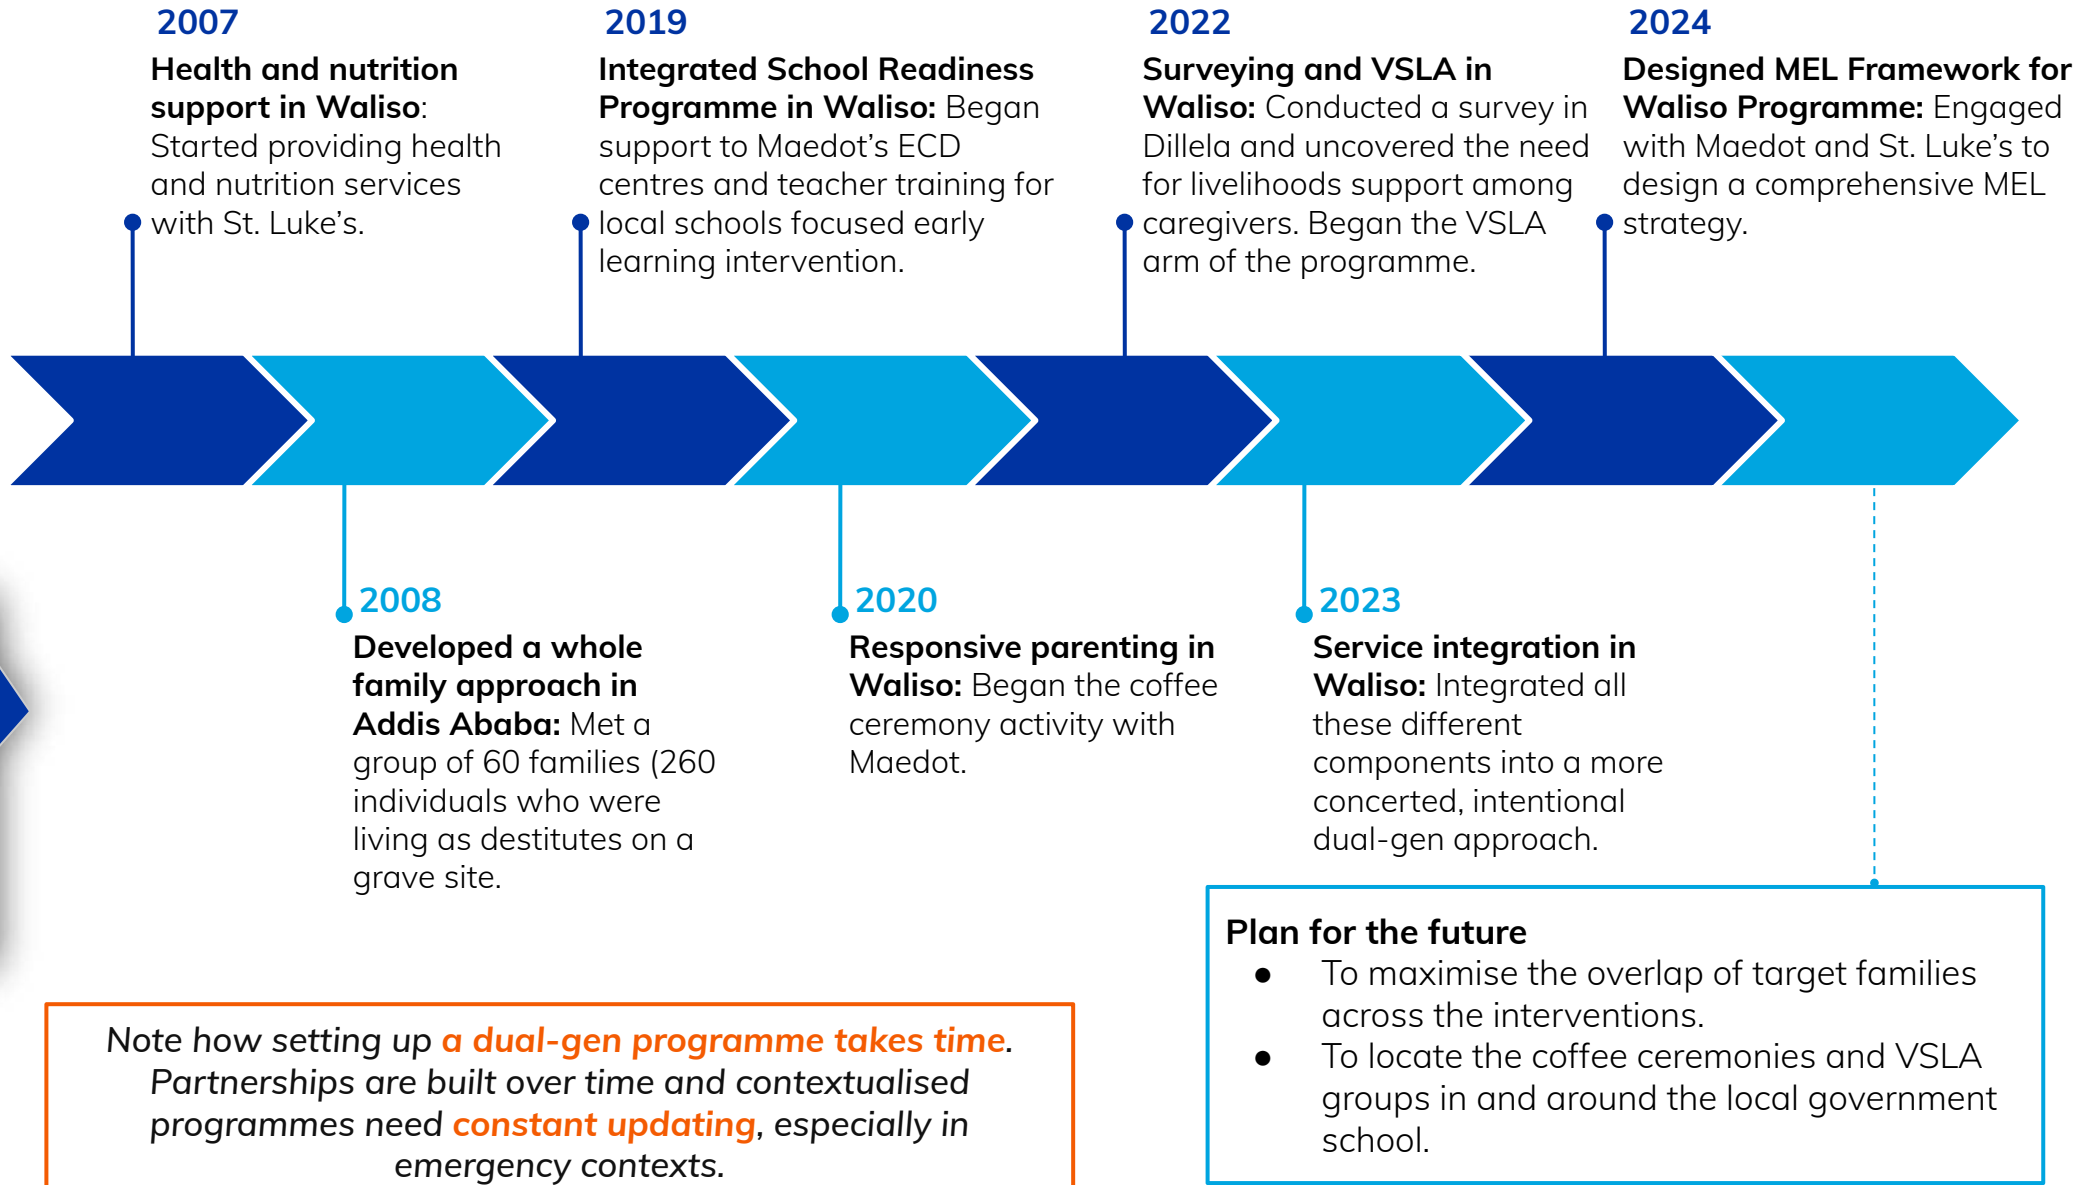 2007
Health and nutrition
support in Waliso:
Started providing health
and nutrition services
with St. Luke's.
2019
Integrated School Readiness
Programme in Waliso: Began
support to Maedot's ECD
centres and teacher training for
local schools focused early
learning intervention.
2022
Surveying and VSLA in
Waliso: Conducted a survey in
Dillela and uncovered the need
for livelihoods support among
caregivers. Began the VSLA
arm of the programme.
2024
Designed MEL Framework for
Waliso Programme: Engaged
with Maedot and St. Luke's to
design a comprehensive MEL
strategy.
2008
Developed a whole
family approach in
Addis Ababa: Met a
group of 60 families (260
individuals who were
living as destitutes on a
grave site.
2020
Responsive parenting in
Waliso: Began the coffee
ceremony activity with
Maedot.
2023
Service integration in
Waliso: Integrated all
these different
components into a more
concerted, intentional
dual-gen approach.
Plan for the future
● To maximise the overlap of target families
across the interventions.
● To locate the coffee ceremonies and VSLA
groups in and around the local government
school.
Note how setting up a dual-gen programme takes time.
Partnerships are built over time and contextualised
programmes need constant updating, especially in
emergency contexts.